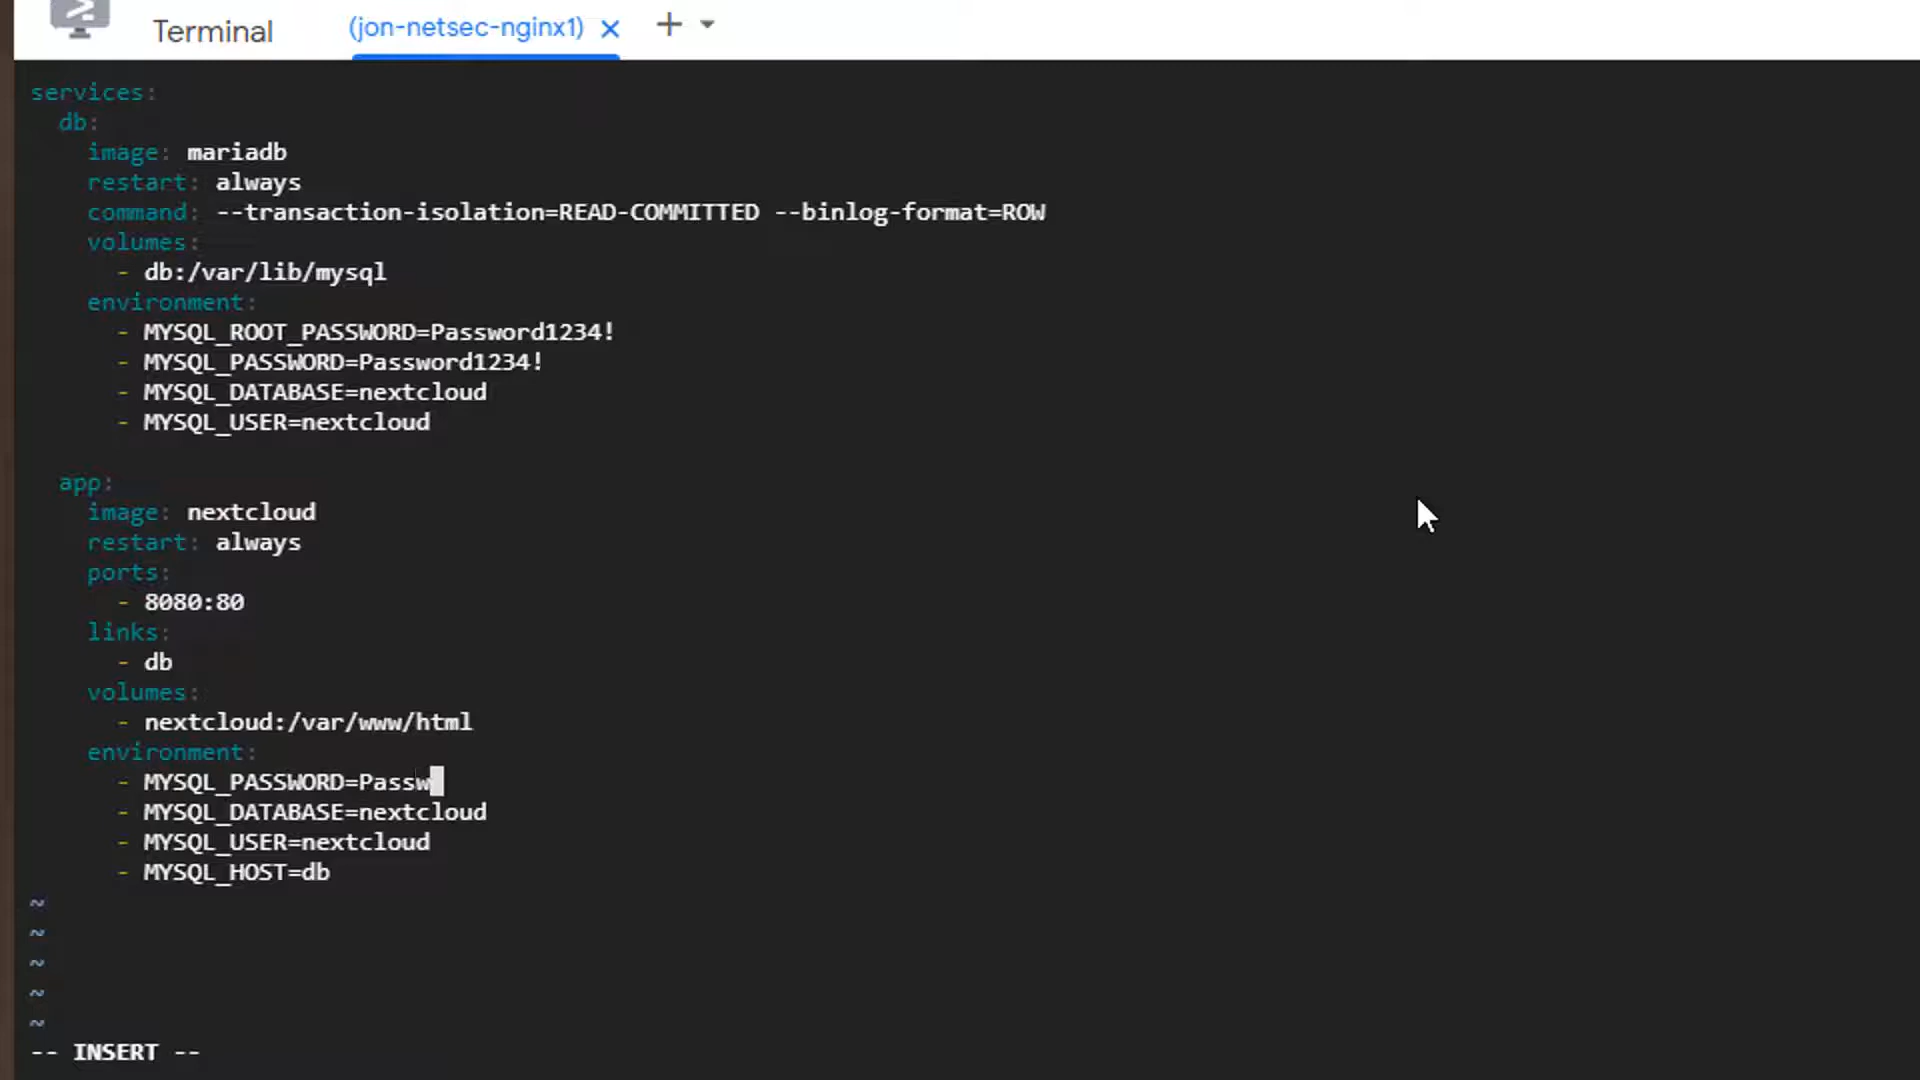 Terminal
(jon-netsec-nginx1)
services:
  db:
    image: mariadb
    restart: always
    command: --transaction-isolation=READ-COMMITTED --binlog-format=ROW
    volumes:
      - db:/var/lib/mysql
    environment:
      - MYSQL_ROOT_PASSWORD=Password1234!
      - MYSQL_PASSWORD=Password1234!
      - MYSQL_DATABASE=nextcloud
      - MYSQL_USER=nextcloud

  app:
    image: nextcloud
    restart: always
    ports:
      - 8080:80
    links:
      - db
    volumes:
      - nextcloud:/var/www/html
    environment:
      - MYSQL_PASSWORD=Passw
      - MYSQL_DATABASE=nextcloud
      - MYSQL_USER=nextcloud
      - MYSQL_HOST=db
~
~
~
~
~
-- INSERT --